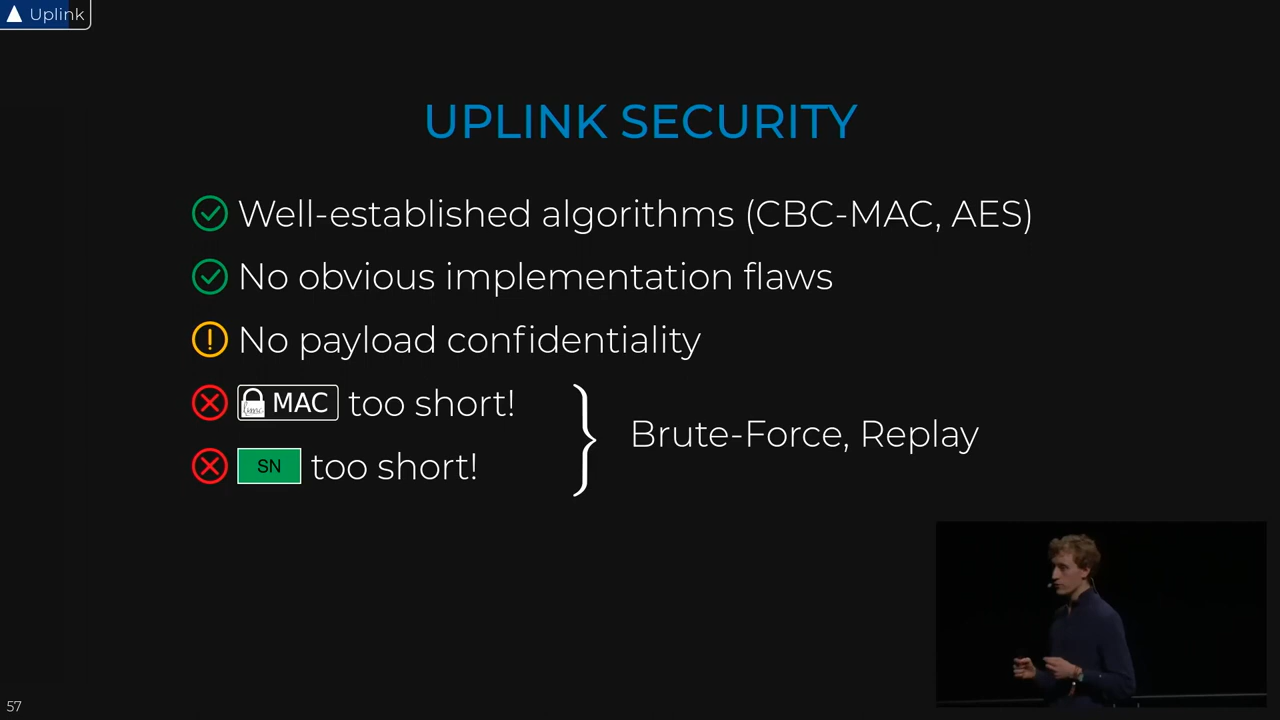 Uplink
UPLINK SECURITY
Well-established algorithms (CBC-MAC, AES)
No obvious implementation flaws
No payload confidentiality
MAC too short!
SN too short!
Brute-Force, Replay
57